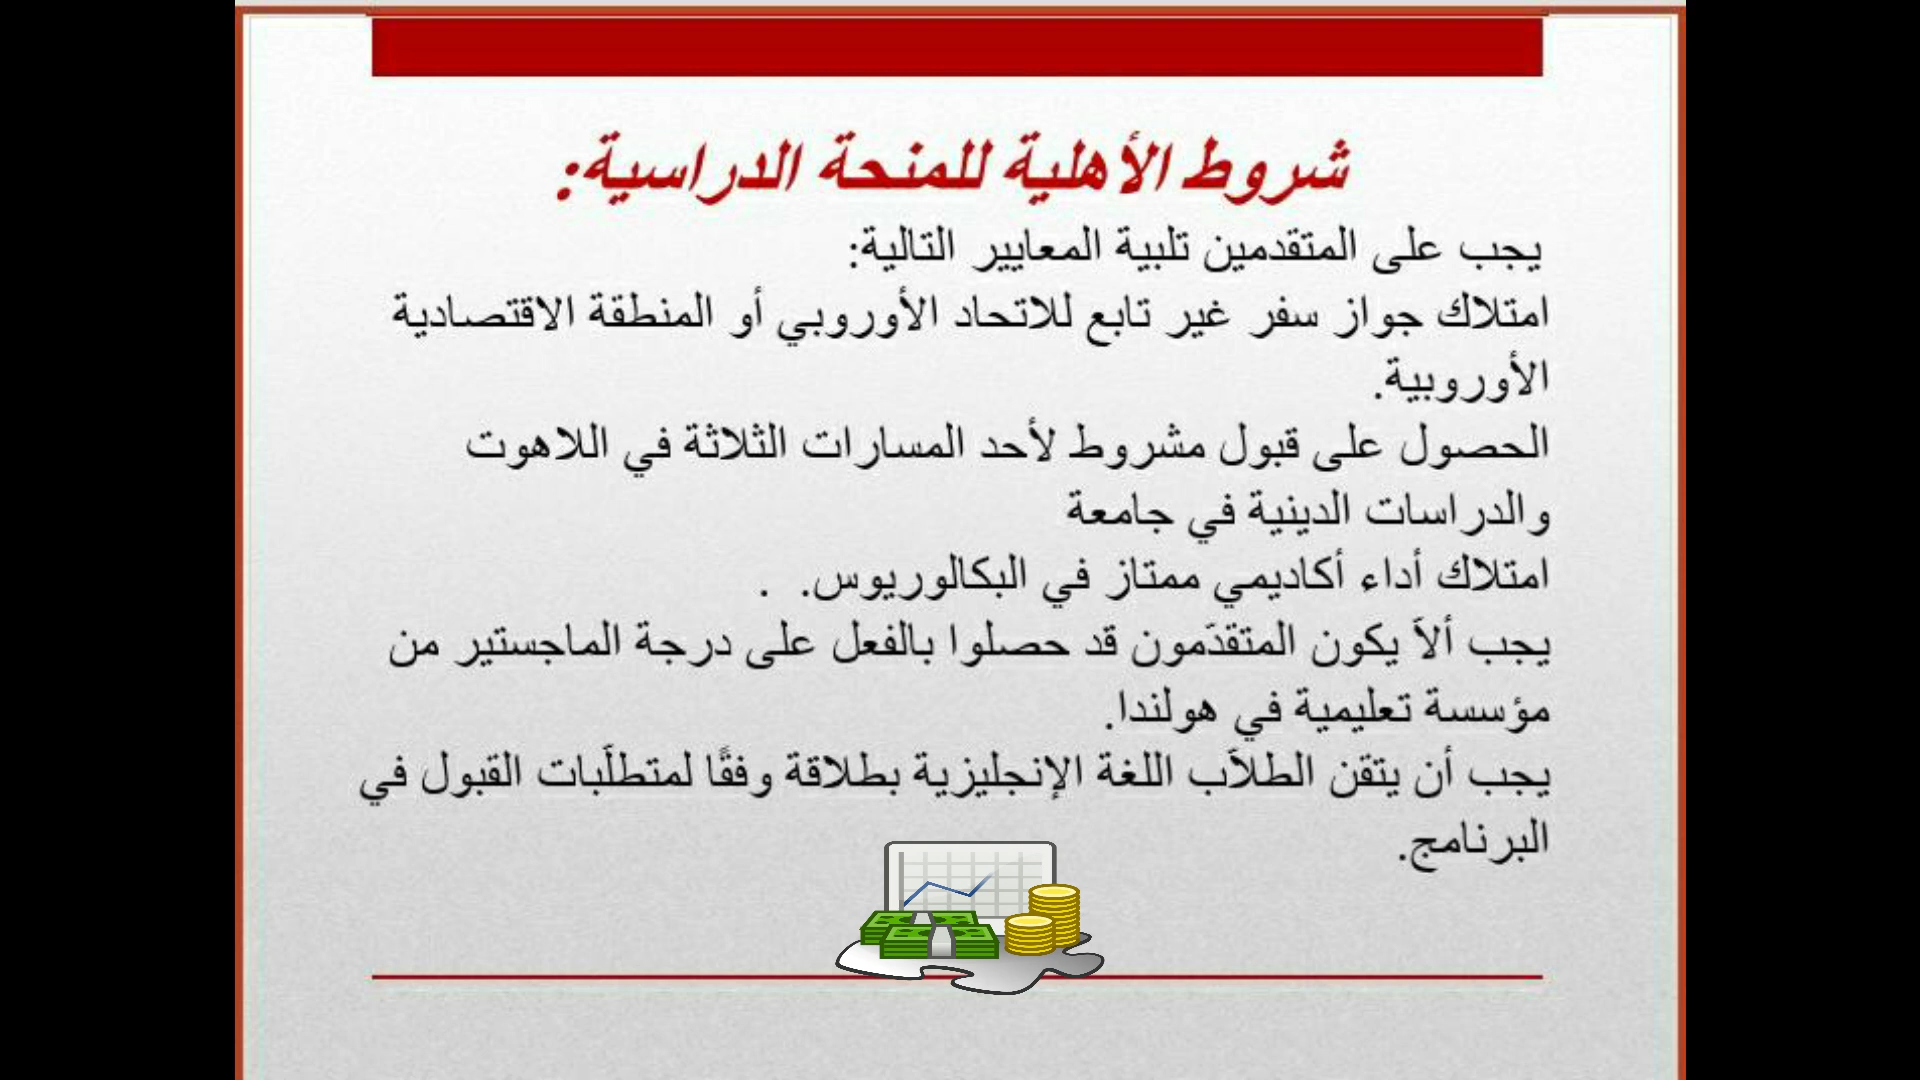 شروط الأهلية للمنحة الدراسية:
يجب على المتقدمين تلبية المعايير التالية:
امتلاك جواز سفر غير تابع للاتحاد الأوروبي أو المنطقة الاقتصادية
الأوروبية.
الحصول على قبول مشروط لأحد المسارات الثلاثة في اللاهوت
والدراسات الدينية في جامعة
امتلاك أداء أكاديمي ممتاز في البكالوريوس. .
يجب ألاّ يكون المتقدّمون قد حصلوا بالفعل على درجة الماجستير من
مؤسسة تعليمية في هولندا.
يجب أن يتقن الطلاّب اللغة الإنجليزية بطلاقة وفقًا لمتطلّبات القبول في
البرنامج.